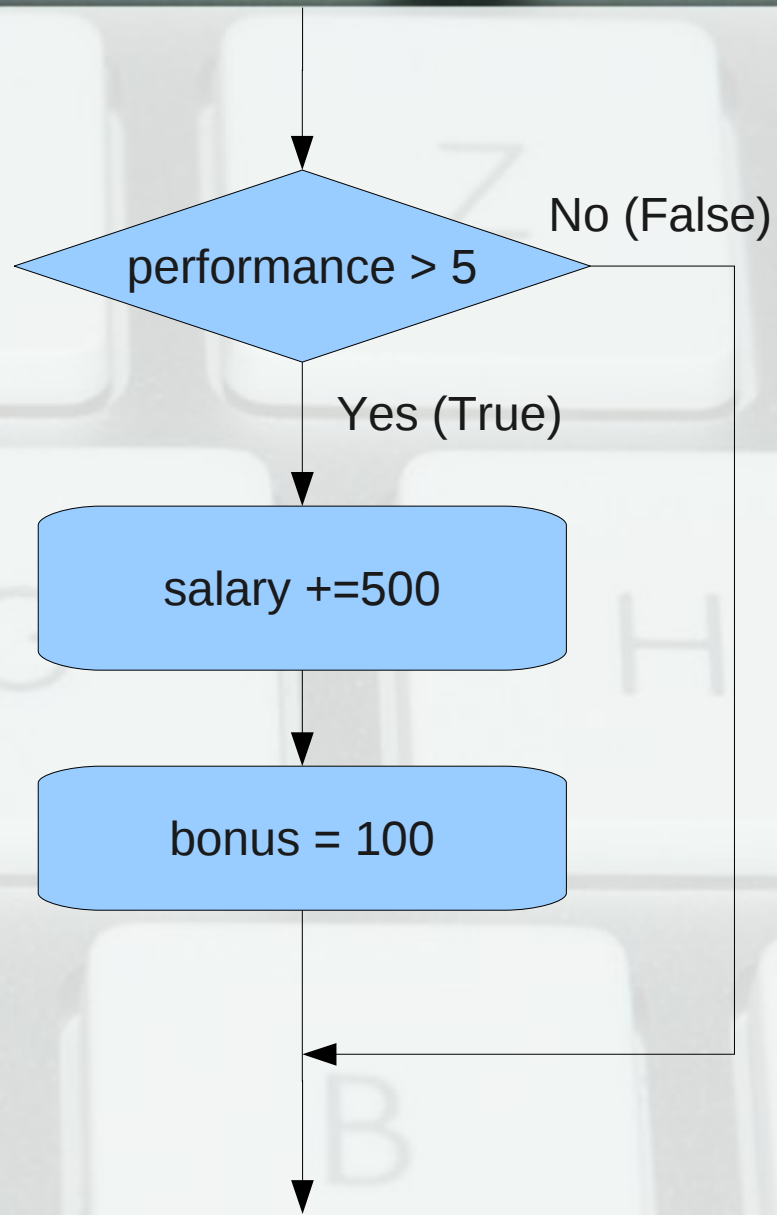 Z
No (False)
performance > 5
Yes (True)
salary +=500
H
bonus = 100
B